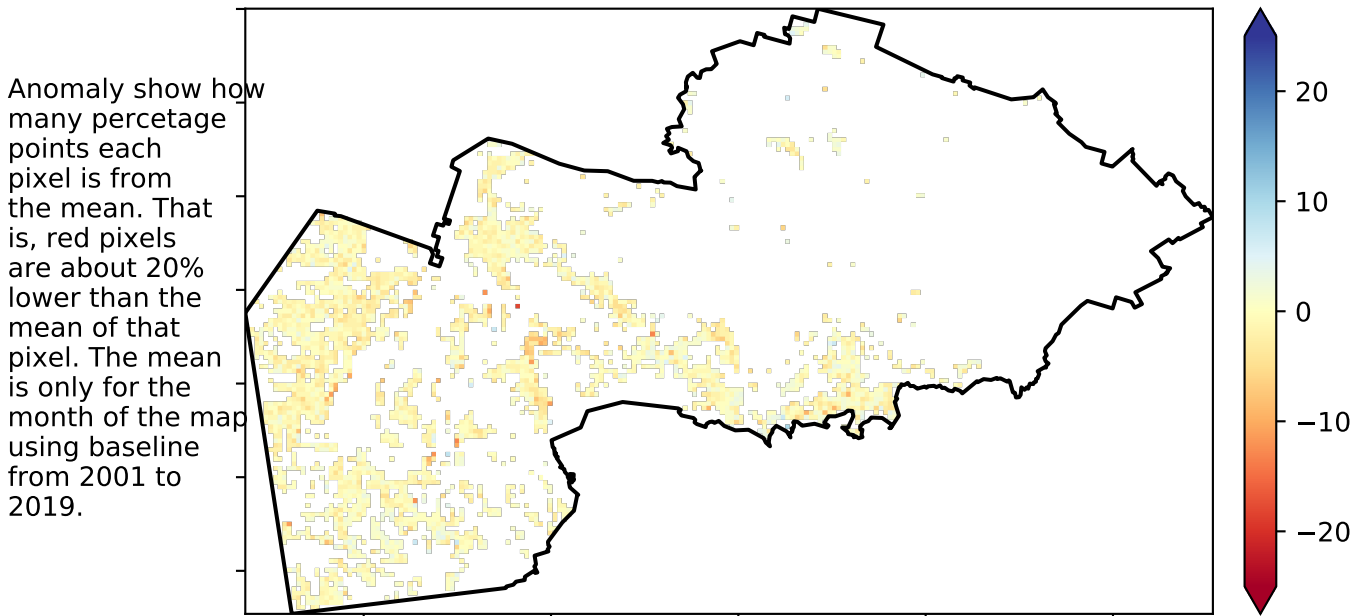 Anomaly show how
many percetage
points each
pixel is from
the mean. That
is, red pixels
are about 20%
lower than the
mean of that
pixel. The mean
is only for the
month of the map
using baseline
from 2001 to
2019.
20
10
0
−10
−20